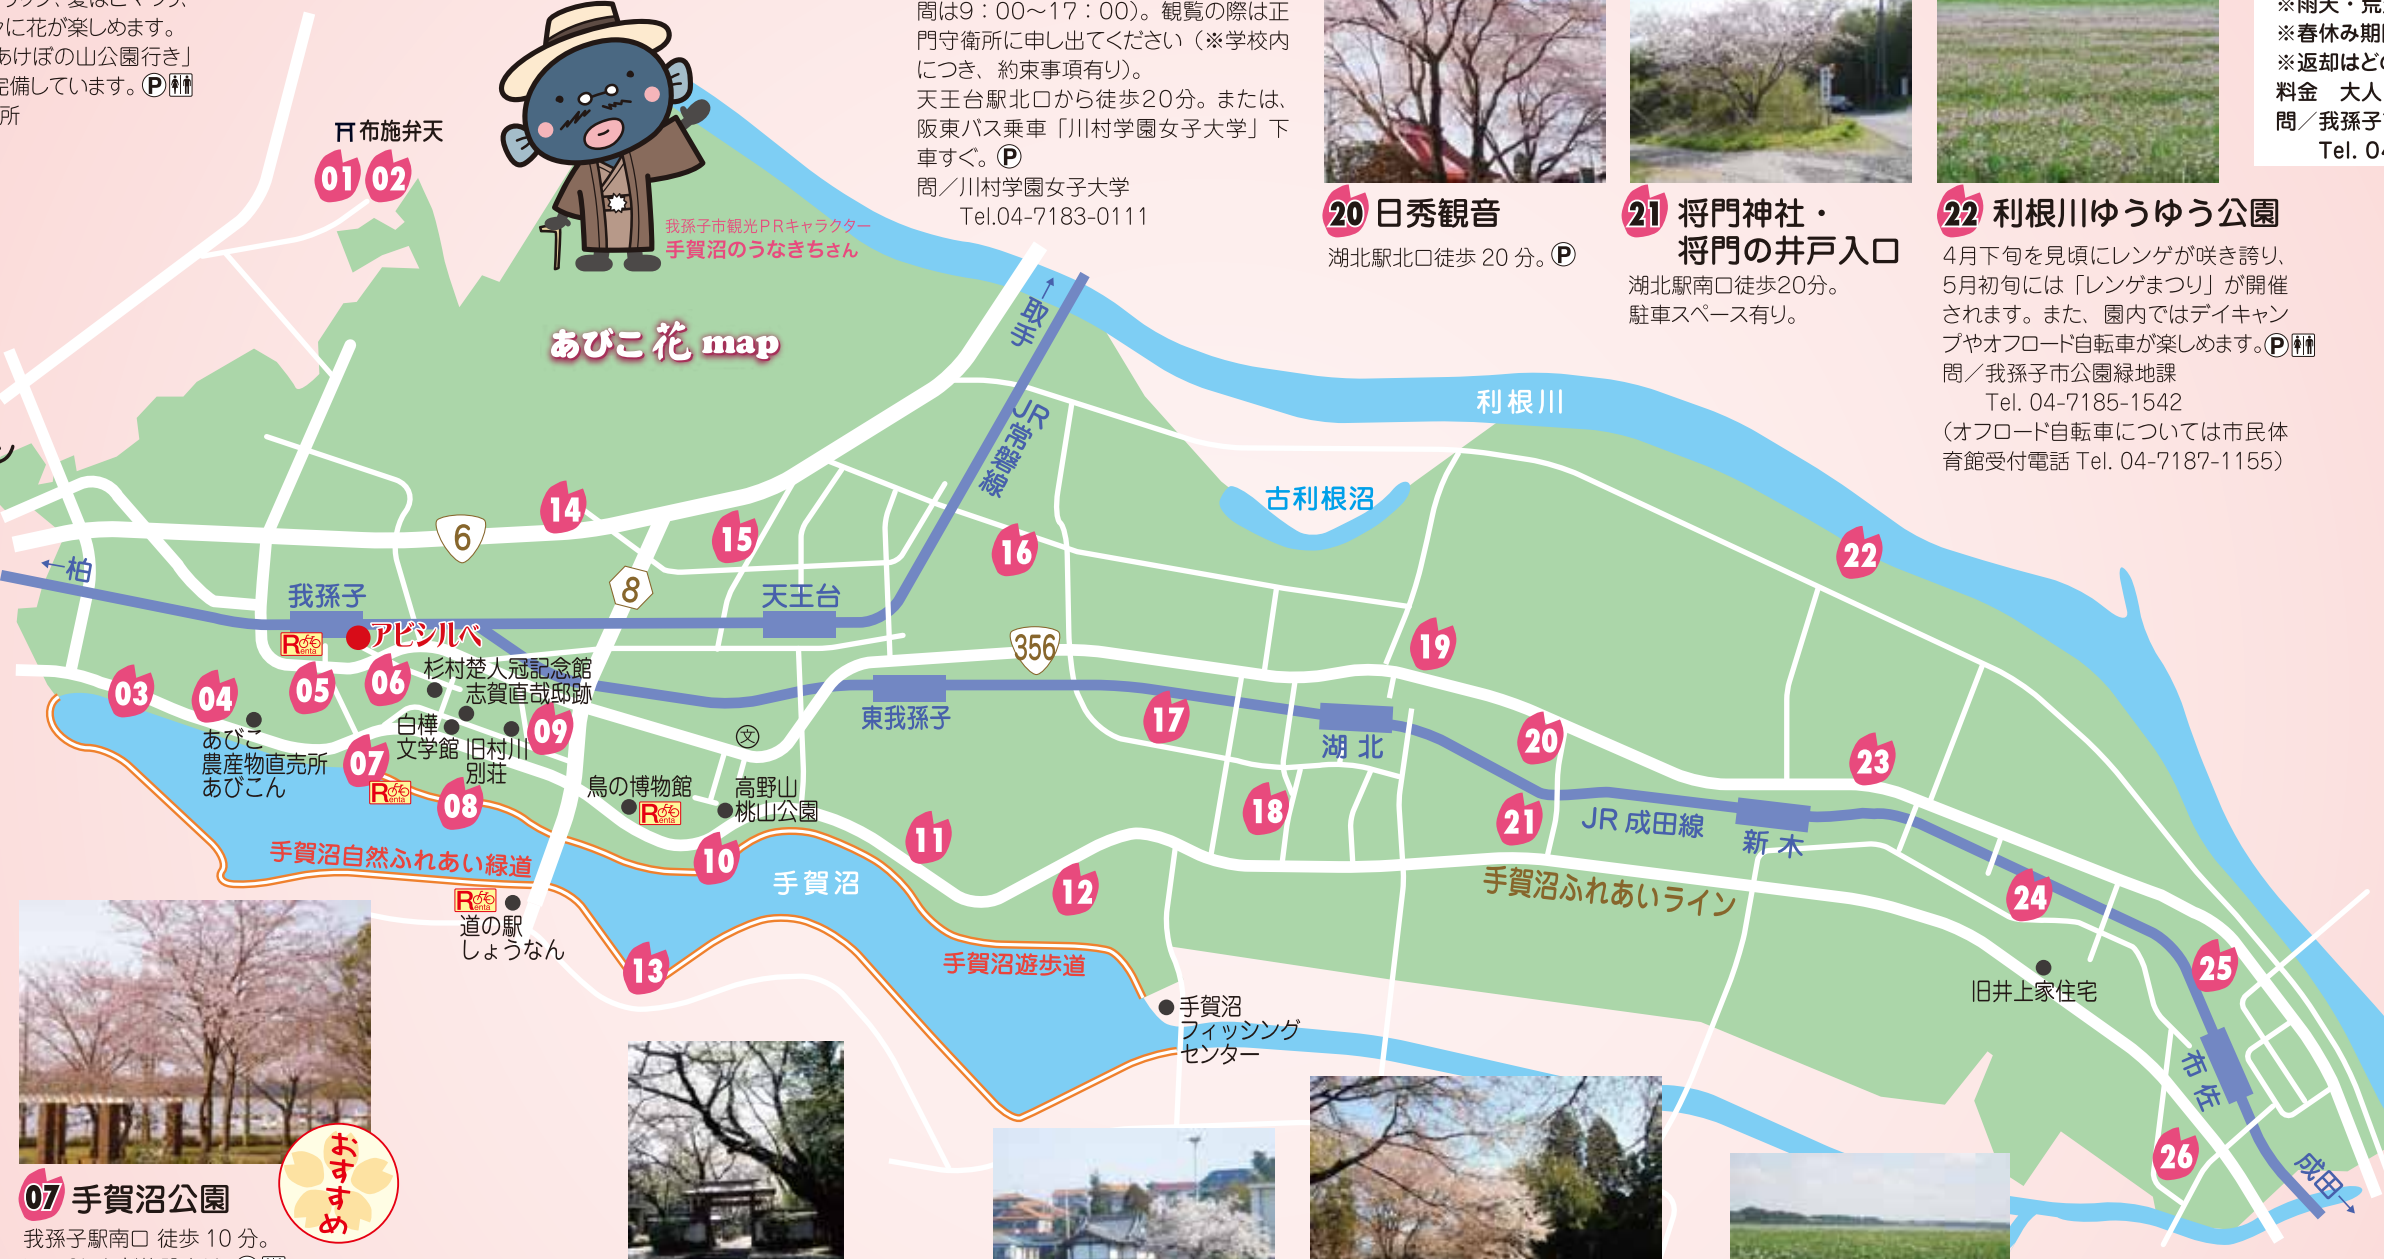 に花が楽しめます。
あけぼの山公園行き」
完備しています。Ⓟ
所
布施弁天
01 02
我孫子市観光PRキャラクター
手賀沼のうなきちさん
あびこ花map
間は9：00～17：00）。観覧の際は正
門守衛所に申し出てください（※学校内
につき、約束事項有り）。
天王台駅北口から徒歩20分。または、
阪東バス乗車「川村学園女子大学」下
車すぐ。Ⓟ
問／川村学園女子大学
Tel.04-7183-0111
20 日秀観音
湖北駅北口徒歩 20 分。Ⓟ
21 将門神社・
将門の井戸入口
湖北駅南口徒歩20分。
駐車スペース有り。
22 利根川ゆうゆう公園
4月下旬を見頃にレンゲが咲き誇り、
5月初旬には「レンゲまつり」が開催
されます。また、園内ではデイキャン
プやオフロード自転車が楽しめます。Ⓟ
問／我孫子市公園緑地課
Tel. 04-7185-1542
（オフロード自転車については市民体
育館受付電話 Tel. 04-7187-1155）
※雨天・荒
※春休み期
※返却はど
料金　大人
問／我孫子
Tel. 04
←取手
JR常磐線
利根川
古利根沼
14
6
15
16
22
←柏
我孫子
8
天王台
Renta
アビシルベ
356
19
杉村楚人冠記念館
志賀直哉邸跡
03
04
05
06
白樺
文学館
旧村川
別荘
09
東我孫子
17
湖北
20
23
あびこ
農産物直売所
あびこん
07
Renta
08
鳥の博物館
Renta
高野山
桃山公園
文
11
18
21
JR成田線
新木
手賀沼自然ふれあい緑道
10
手賀沼
12
手賀沼ふれあいライン
24
Renta
道の駅
しょうなん
13
手賀沼遊歩道
25
旧井上家住宅
手賀沼
フィッシング
センター
布佐
26
成田→
おすすめ
07 手賀沼公園
我孫子駅南口 徒歩 10 分。